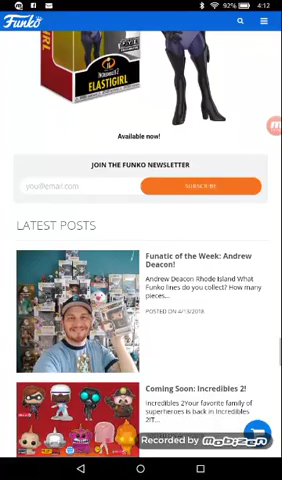 92% 4:12
Funko
INCREDIBLES 2
ELASTIGIRL
Available now!
JOIN THE FUNKO NEWSLETTER
you@email.com
SUBSCRIBE
LATEST POSTS
Funatic of the Week: Andrew
Deacon!
Andrew Deacon Rhode Island What
Funko lines do you collect? How many
pieces...
POSTED ON 4/13/2018
Coming Soon: Incredibles 2!
Incredibles 2Your favorite family of
superheroes is back in Incredibles
2!T...
Recorded by mobizen